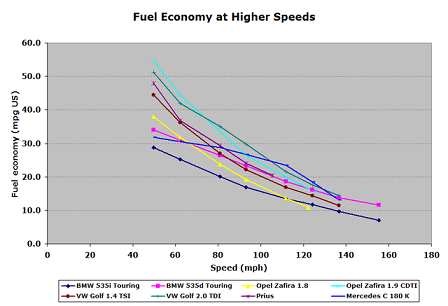 Fuel Economy at Higher Speeds
Fuel economy (mpg US)
60.0
50.0
40.0
30.0
20.0
10.0
0.0
0 20 40 60 80 100 120 140 160 180
Speed (mph)
BMW 535i Touring BMW 535d Touring Opel Zafira 1.8 Opel Zafira 1.9 CDTI
VW Golf 1.4 TSI VW Golf 2.0 TDI Prius Mercedes C 180 K